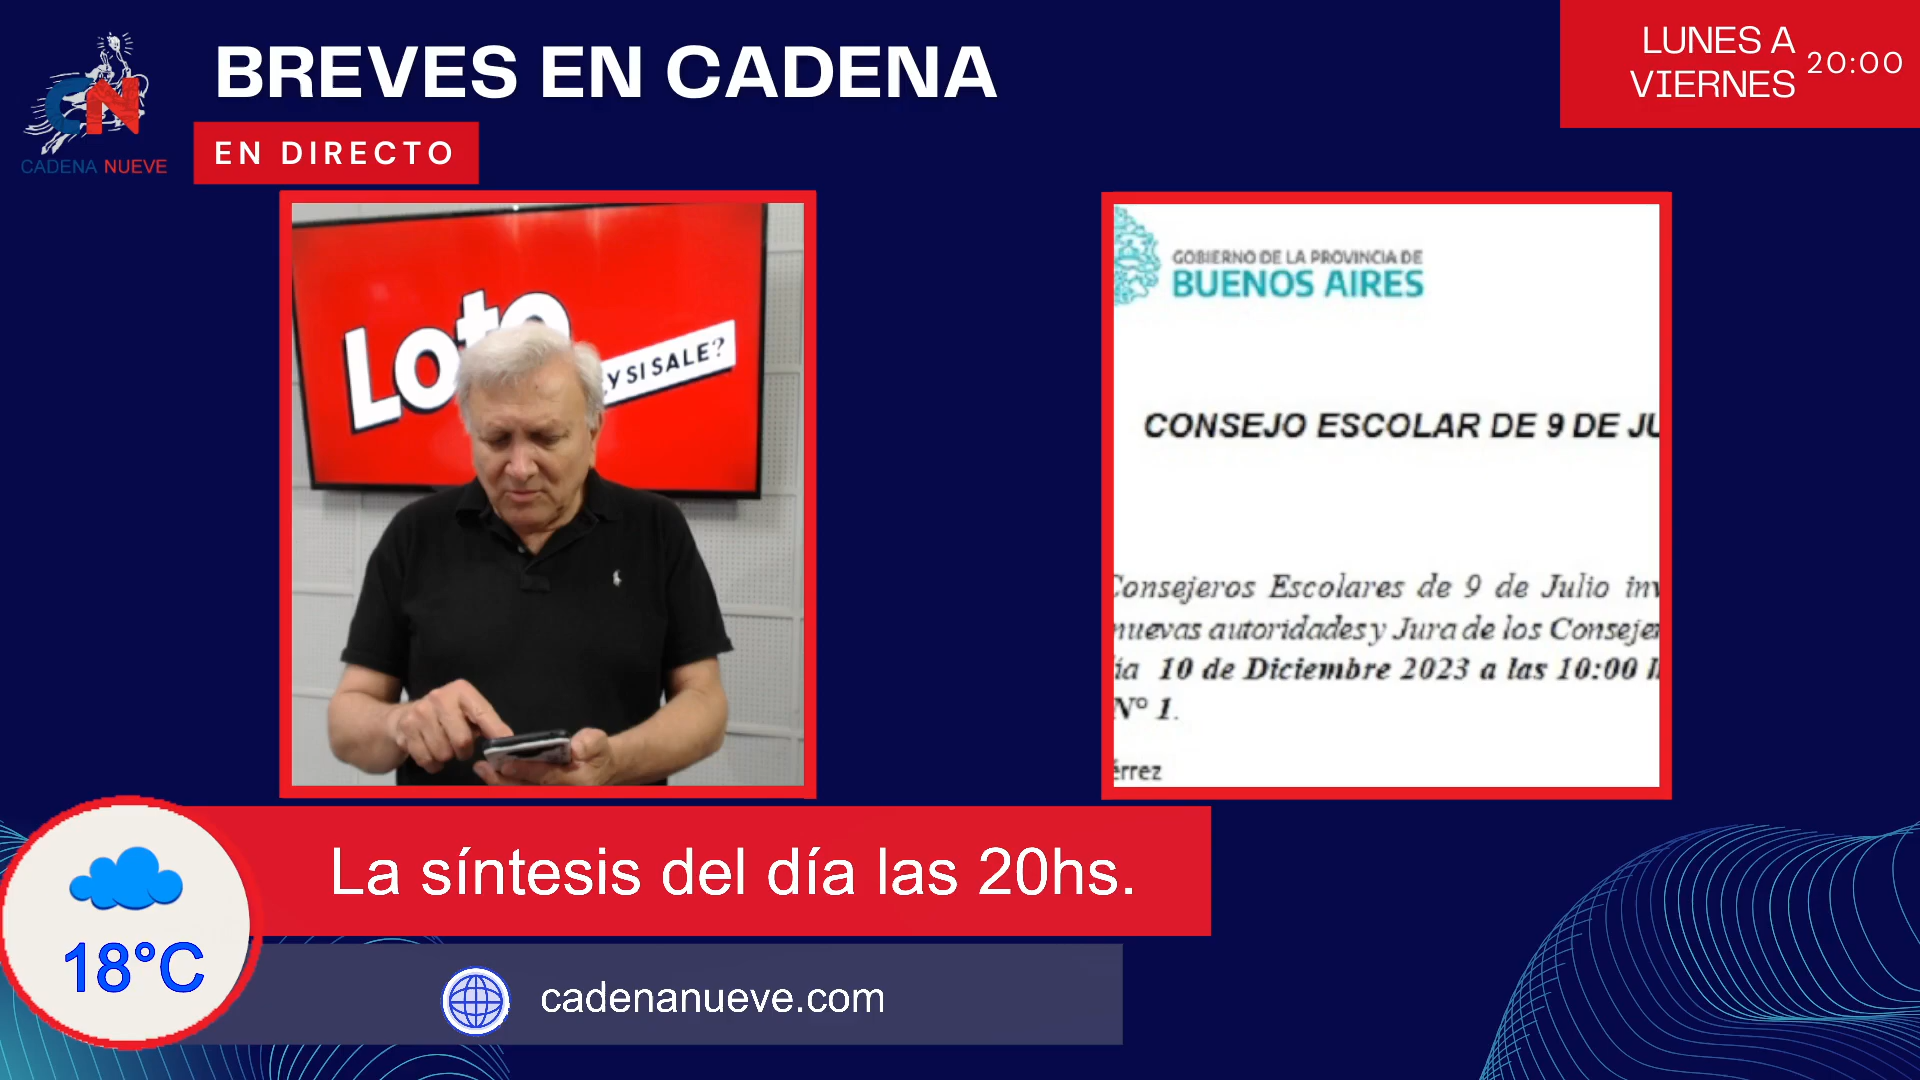 BREVES EN CADENA
LUNES A
VIERNES
20:00
CN
CADENA NUEVE
EN DIRECTO
Loto
¿Y SI SALE?
GOBIERNO DE LA PROVINCIA DE
BUENOS AIRES
CONSEJO ESCOLAR DE 9 DE JU
Consejeros Escolares de 9 de Julio inv
nuevas autoridades y Jura de los Conseje
ía 10 de Diciembre 2023 a las 10:00
N° 1.
érrez
La síntesis del día las 20hs.
18°C
cadenanueve.com